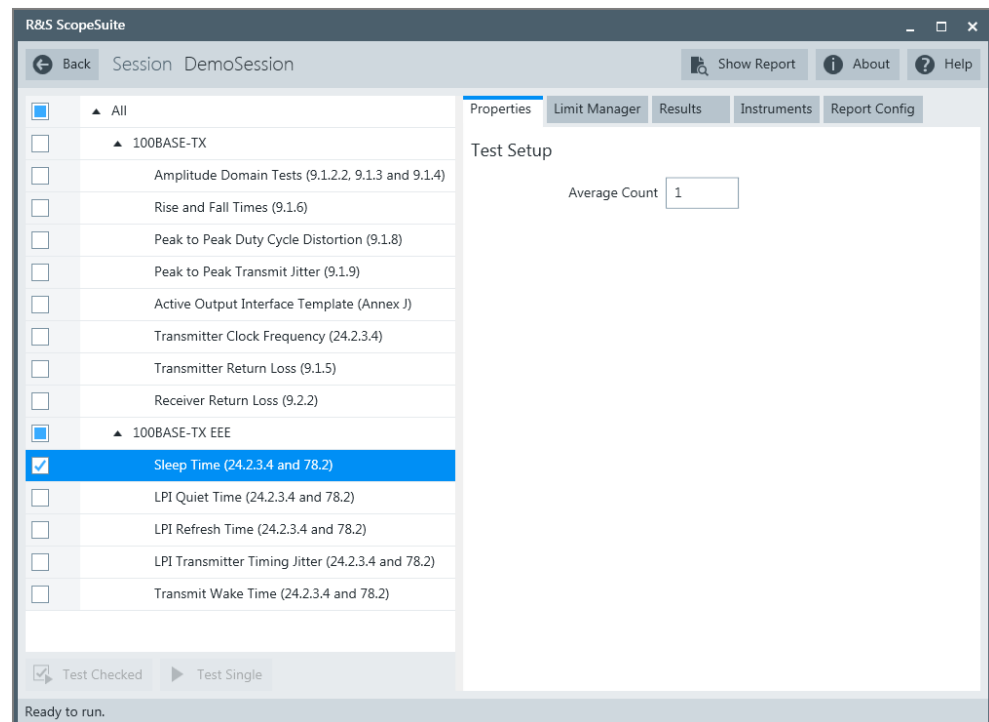 R&S ScopeSuite
Back Session DemoSession Show Report About Help
All
100BASE-TX
Amplitude Domain Tests (9.1.2.2, 9.1.3 and 9.1.4)
Rise and Fall Times (9.1.6)
Peak to Peak Duty Cycle Distortion (9.1.8)
Peak to Peak Transmit Jitter (9.1.9)
Active Output Interface Template (Annex J)
Transmitter Clock Frequency (24.2.3.4)
Transmitter Return Loss (9.1.5)
Receiver Return Loss (9.2.2)
100BASE-TX EEE
Sleep Time (24.2.3.4 and 78.2)
LPI Quiet Time (24.2.3.4 and 78.2)
LPI Refresh Time (24.2.3.4 and 78.2)
LPI Transmitter Timing Jitter (24.2.3.4 and 78.2)
Transmit Wake Time (24.2.3.4 and 78.2)
Test Checked Test Single
Properties Limit Manager Results Instruments Report Config
Test Setup
Average Count 1
Ready to run.